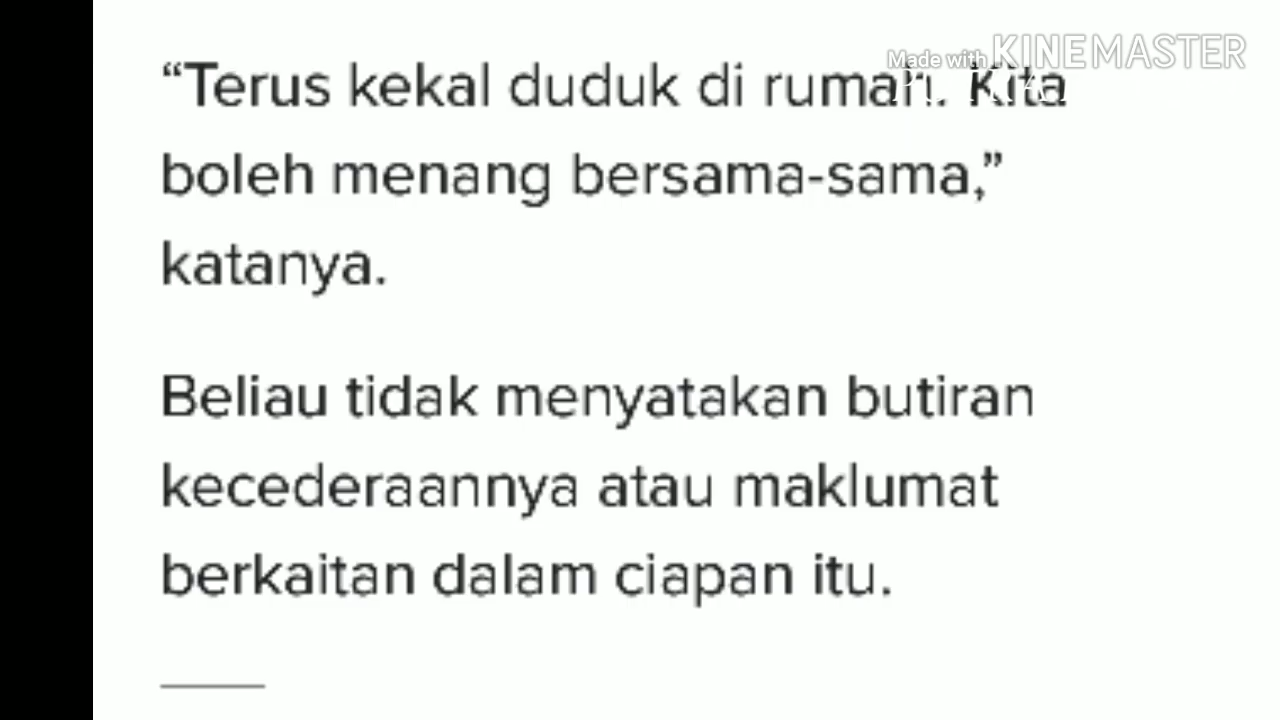 Made with KINEMASTER
“Terus kekal duduk di rumah. Kita
boleh menang bersama-sama,”
katanya.
Beliau tidak menyatakan butiran
kecederaannya atau maklumat
berkaitan dalam ciapan itu.